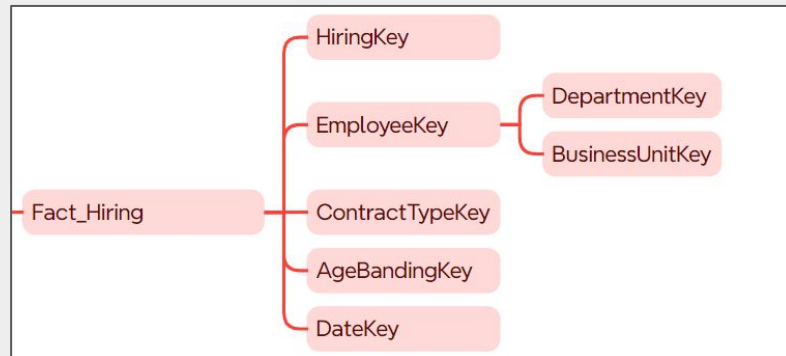 HiringKey
EmployeeKey
DepartmentKey
BusinessUnitKey
Fact_Hiring
ContractTypeKey
AgeBandingKey
DateKey